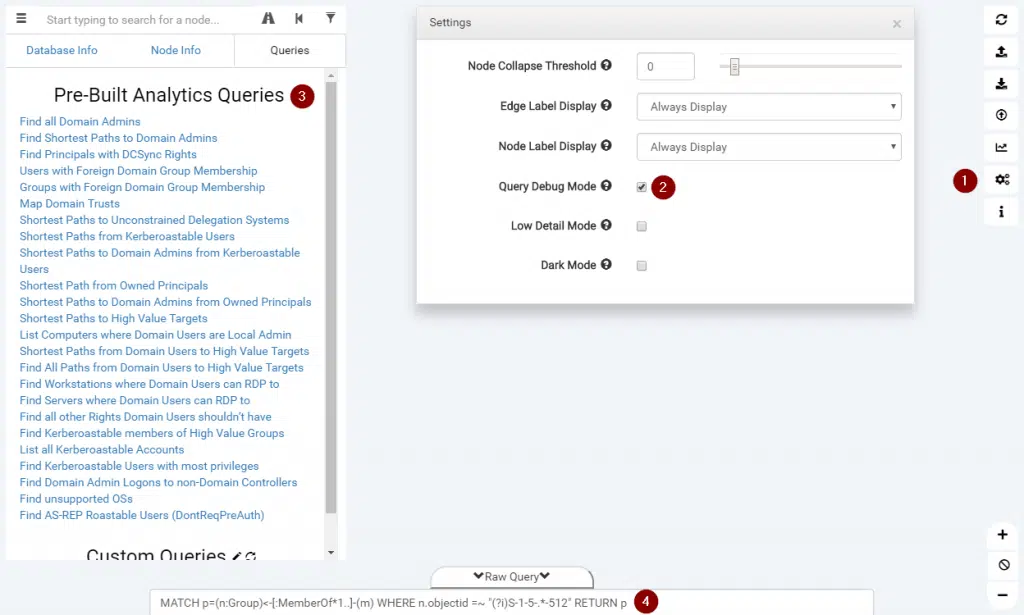 Start typing to search for a node...
Database Info
Node Info
Queries
Pre-Built Analytics Queries 3
Find all Domain Admins
Find Shortest Paths to Domain Admins
Find Principals with DCSync Rights
Users with Foreign Domain Group Membership
Groups with Foreign Domain Group Membership
Map Domain Trusts
Shortest Paths to Unconstrained Delegation Systems
Shortest Paths from Kerberoastable Users
Shortest Paths to Domain Admins from Kerberoastable
Users
Shortest Path from Owned Principals
Shortest Paths to Domain Admins from Owned Principals
Shortest Paths to High Value Targets
List Computers where Domain Users are Local Admin
Shortest Paths from Domain Users to High Value Targets
Find All Paths from Domain Users to High Value Targets
Find Workstations where Domain Users can RDP to
Find Servers where Domain Users can RDP to
Find all other Rights Domain Users shouldn't have
Find Kerberoastable members of High Value Groups
List all Kerberoastable Accounts
Find Kerberoastable Users with most privileges
Find Domain Admin Logons to non-Domain Controllers
Find unsupported OSs
Find AS-REP Roastable Users (DontReqPreAuth)
Custom Queries
Settings
×
Node Collapse Threshold ?
0
Edge Label Display ?
Always Display
Node Label Display ?
Always Display
Query Debug Mode ?
2
Low Detail Mode ?
Dark Mode ?
1
Raw Query
MATCH p=(n:Group)<-[:MemberOf*1..]-(m) WHERE n.objectid =~ "(?i)S-1-5-.*-512" RETURN p
4